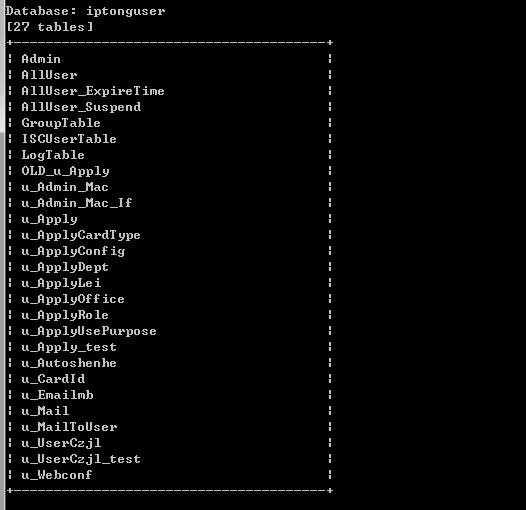 Database: iptonguser
[27 tables]
+---------------------------------------+
| Admin                                 |
| AllUser                               |
| AllUser_ExpireTime                    |
| AllUser_Suspend                       |
| GroupTable                            |
| ISCUserTable                          |
| LogTable                              |
| OLD_u_Apply                           |
| u_Admin_Mac                           |
| u_Admin_Mac_If                        |
| u_Apply                               |
| u_ApplyCardType                       |
| u_ApplyConfig                         |
| u_ApplyDept                           |
| u_ApplyLei                            |
| u_ApplyOffice                         |
| u_ApplyRole                           |
| u_ApplyUsePurpose                     |
| u_Apply_test                          |
| u_Autoshenhe                          |
| u_CardId                              |
| u_Emailmb                             |
| u_Mail                                |
| u_MailToUser                          |
| u_UserCzjl                            |
| u_UserCzjl_test                       |
| u_Webconf                             |
+---------------------------------------+